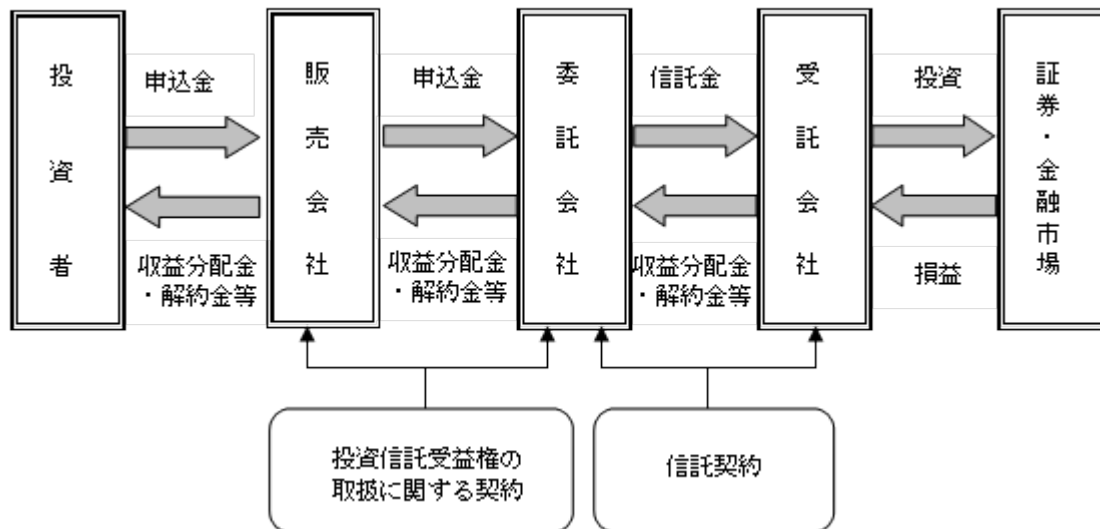 投資者
申込金
収益分配金
・解約金等
販売会社
申込金
収益分配金
・解約金等
委託会社
信託金
収益分配金
・解約金等
受託会社
投資
損益
証券・金融市場
投資信託受益権の
取扱に関する契約
信託契約